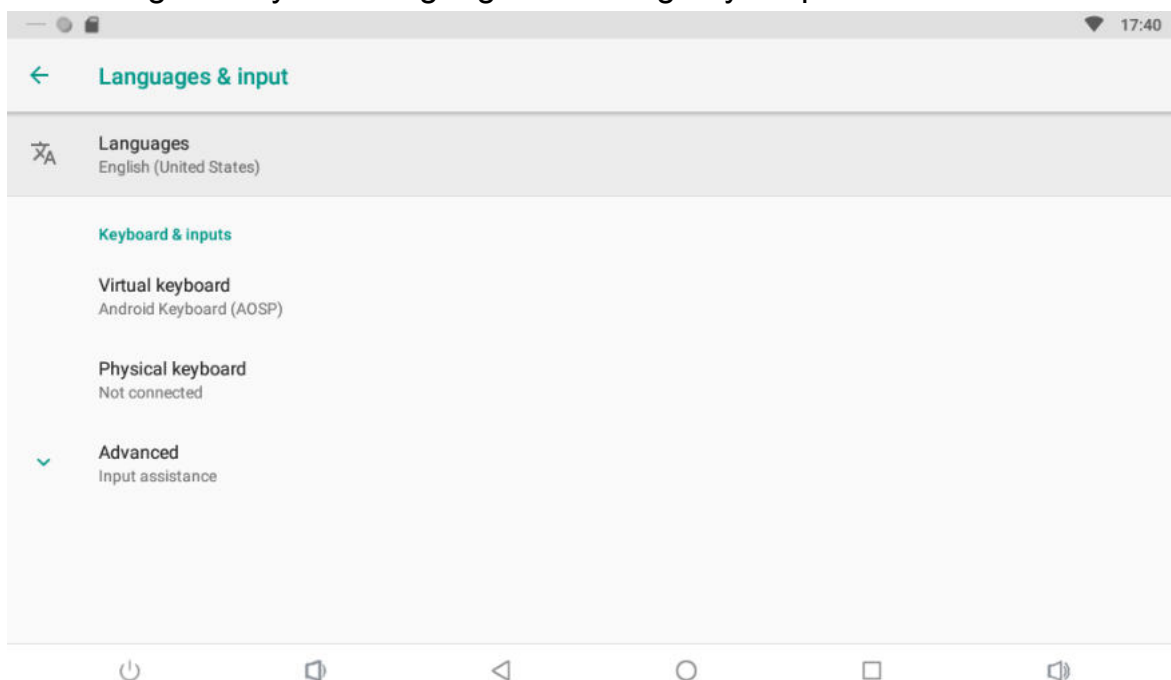 17:40
Languages & input
Languages
English (United States)
Keyboard & inputs
Virtual keyboard
Android Keyboard (AOSP)
Physical keyboard
Not connected
Advanced
Input assistance